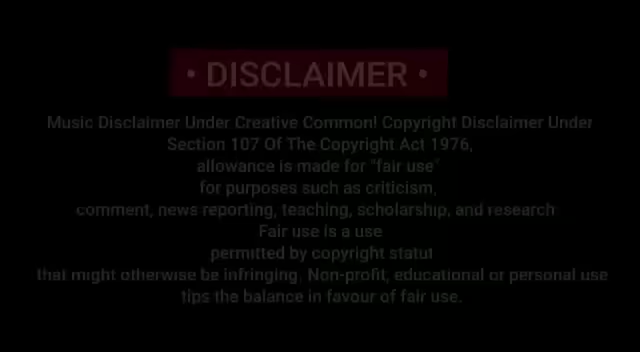 • DISCLAIMER •
Music Disclaimer Under Creative Common! Copyright Disclaimer Under
Section 107 Of The Copyright Act 1976,
allowance is made for "fair use"
for purposes such as criticism,
comment, news reporting, teaching, scholarship, and research
Fair use is a use
permitted by copyright statut
that might otherwise be infringing. Non-profit, educational or personal use
tips the balance in favour of fair use.